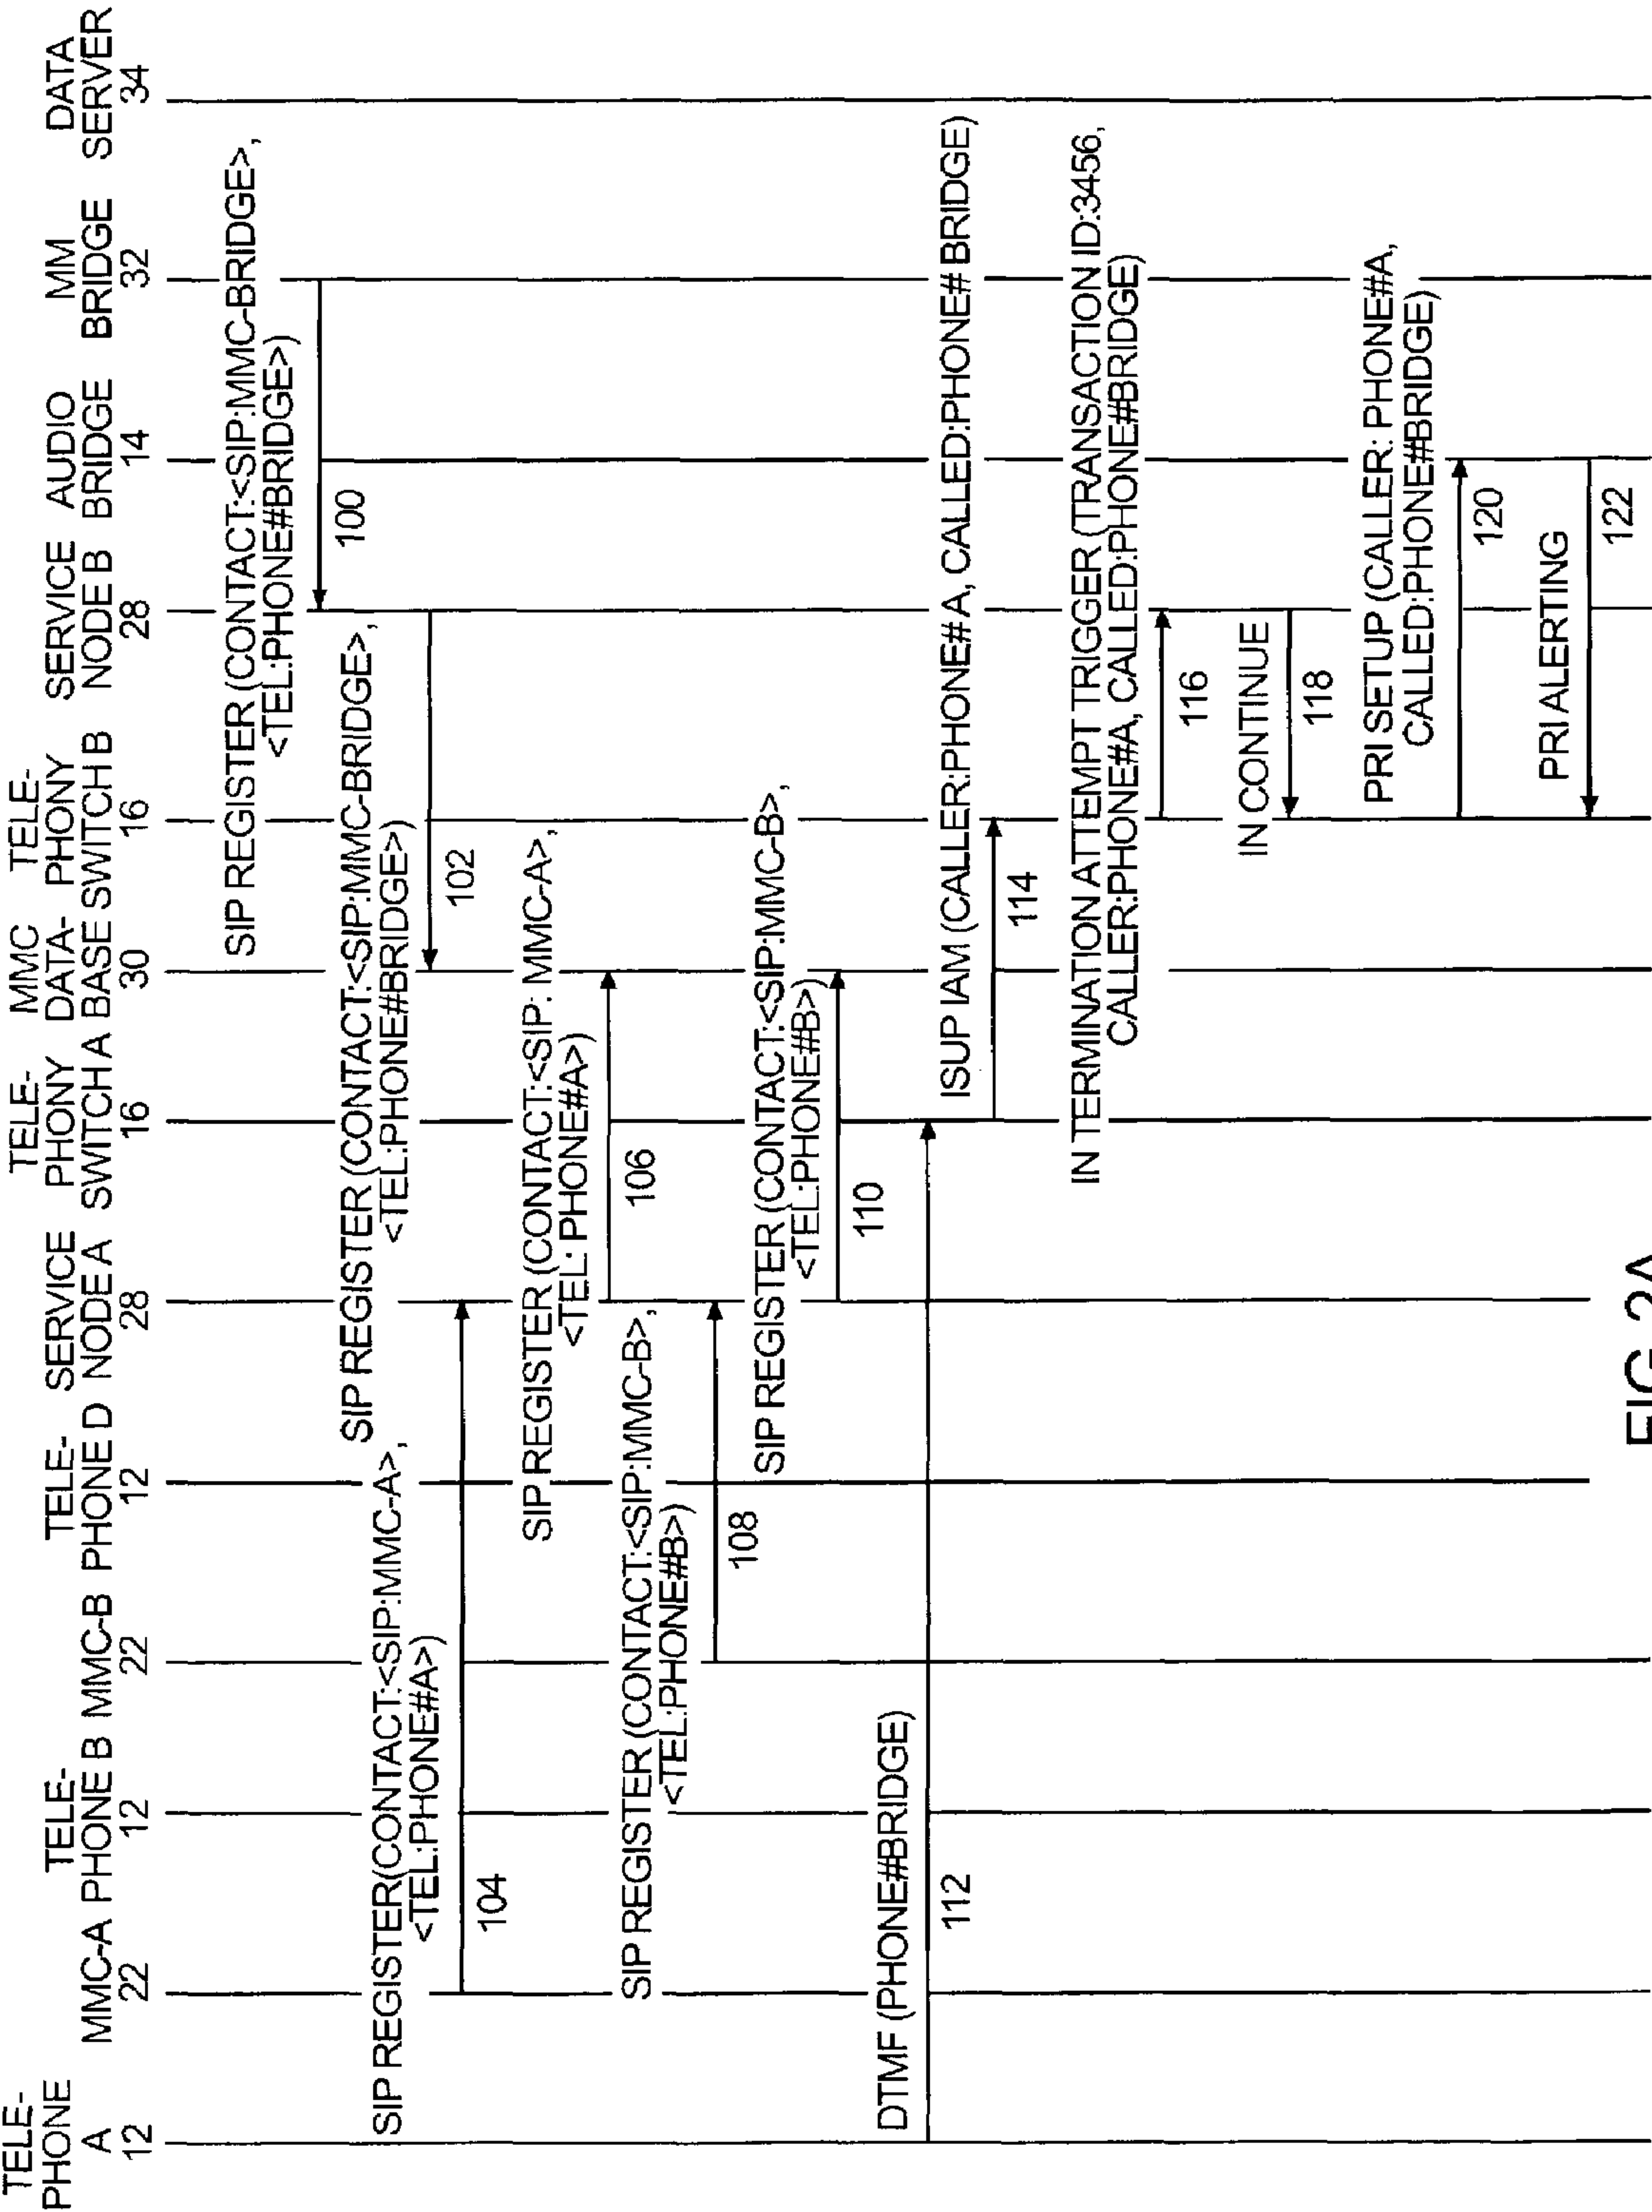 TELE-
PHONE
A
12
MMC-A
22
TELE-
PHONE B
12
MMC-B
22
TELE-
PHONE D
12
SERVICE
NODE A
28
TELE-
PHONY
SWITCH A
16
MMC
DATA-
BASE
30
TELE-
PHONY
SWITCH B
16
SERVICE
NODE B
28
AUDIO
BRIDGE
14
MM
BRIDGE
32
DATA
SERVER
34
SIP REGISTER (CONTACT:<SIP:MMC-BRIDGE>,
<TEL:PHONE#BRIDGE>)
100
SIP REGISTER (CONTACT:<SIP:MMC-BRIDGE>,
<TEL:PHONE#BRIDGE>)
102
SIP REGISTER(CONTACT:<SIP:MMC-A>,
<TEL:PHONE#A>)
104
SIP REGISTER (CONTACT:<SIP: MMC-A>,
<TEL: PHONE#A>)
106
SIP REGISTER (CONTACT:<SIP:MMC-B>,
<TEL:PHONE#B>)
108
SIP REGISTER (CONTACT:<SIP:MMC-B>,
<TEL:PHONE#B>)
110
DTMF (PHONE#BRIDGE)
112
ISUP IAM (CALLER:PHONE# A, CALLED:PHONE# BRIDGE)
114
IN TERMINATION ATTEMPT TRIGGER (TRANSACTION ID:3456,
CALLER:PHONE#A, CALLED:PHONE#BRIDGE)
116
IN CONTINUE
118
PRI SETUP (CALLER: PHONE#A,
CALLED:PHONE#BRIDGE)
120
PRI ALERTING
122
FIG. 2A